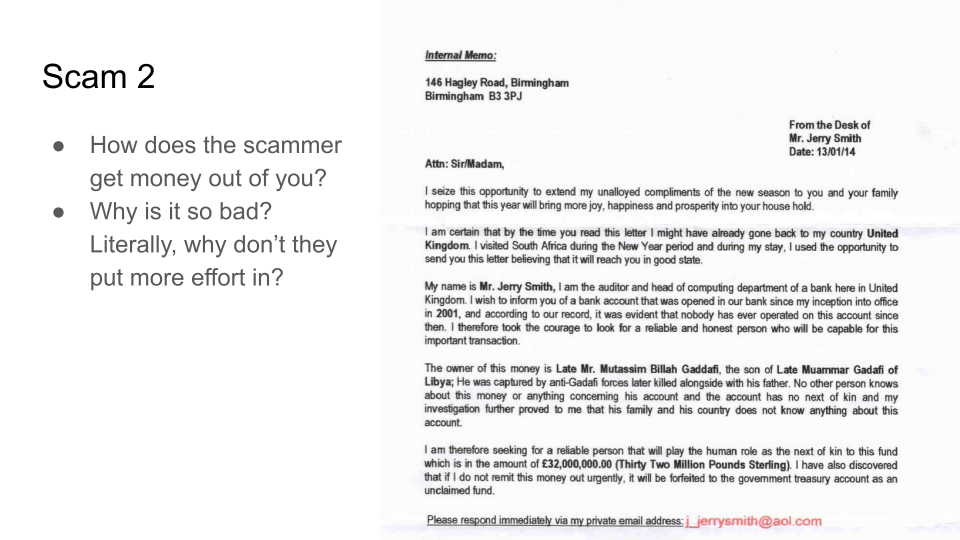 Scam 2
● How does the scammer
get money out of you?
● Why is it so bad?
Literally, why don’t they
put more effort in?
Internal Memo:
146 Hagley Road, Birmingham
Birmingham B3 3PJ
From the Desk of
Mr. Jerry Smith
Date: 13/01/14
Attn: Sir/Madam,
I seize this opportunity to extend my unalloyed compliments of the new season to you and your family
hopping that this year will bring more joy, happiness and prosperity into your house hold.
I am certain that by the time you read this letter I might have already gone back to my country United
Kingdom. I visited South Africa during the New Year period and during my stay, I used the opportunity to
send you this letter believing that it will reach you in good state.
My name is Mr. Jerry Smith, I am the auditor and head of computing department of a bank here in United
Kingdom. I wish to inform you of a bank account that was opened in our bank since my inception into office
in 2001, and according to our record, it was evident that nobody has ever operated on this account since
then. I therefore took the courage to look for a reliable and honest person who will be capable for this
important transaction.
The owner of this money is Late Mr. Mutassim Billah Gaddafi, the son of Late Muammar Gadafi of
Libya; He was captured by anti-Gadafi forces later killed alongside with his father. No other person knows
about this money or anything concerning his account and the account has no next of kin and my
investigation further proved to me that his family and his country does not know anything about this
account.
I am therefore seeking for a reliable person that will play the human role as the next of kin to this fund
which is in the amount of £32,000,000.00 (Thirty Two Million Pounds Sterling). I have also discovered
that if I do not remit this money out urgently, it will be forfeited to the government treasury account as an
unclaimed fund.
Please respond immediately via my private email address: j_jerrysmith@aol.com